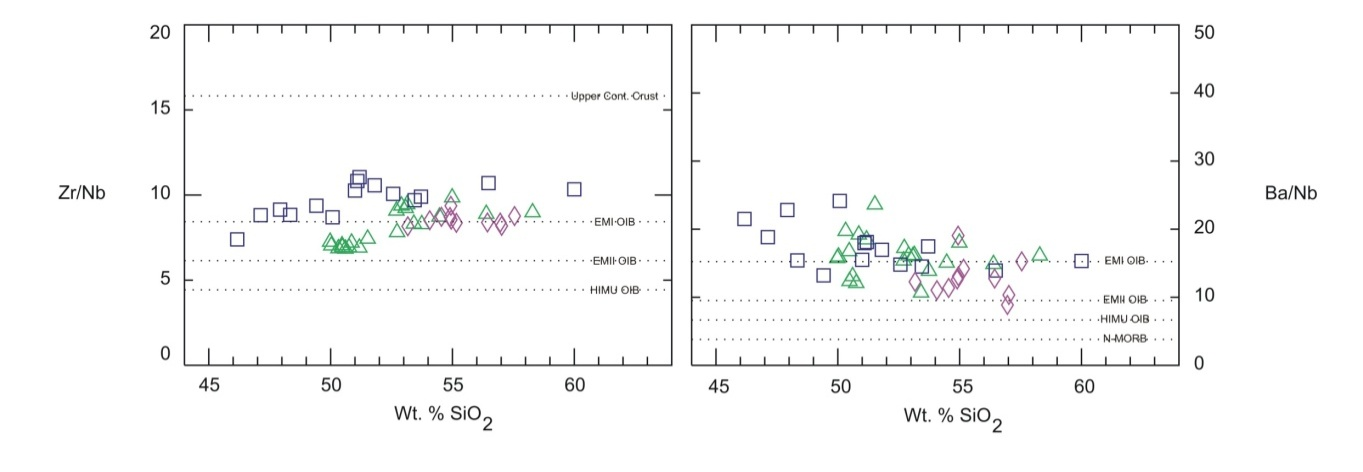 20
15
10
5
0
Zr/Nb
Upper Cont. Crust
EMI OIB
EMII OIB
HIMU OIB
45 50 55 60
Wt. % SiO2
50
40
30
20
10
0
Ba/Nb
EMI OIB
EMII OIB
HIMU OIB
N-MORB
45 50 55 60
Wt. % SiO2